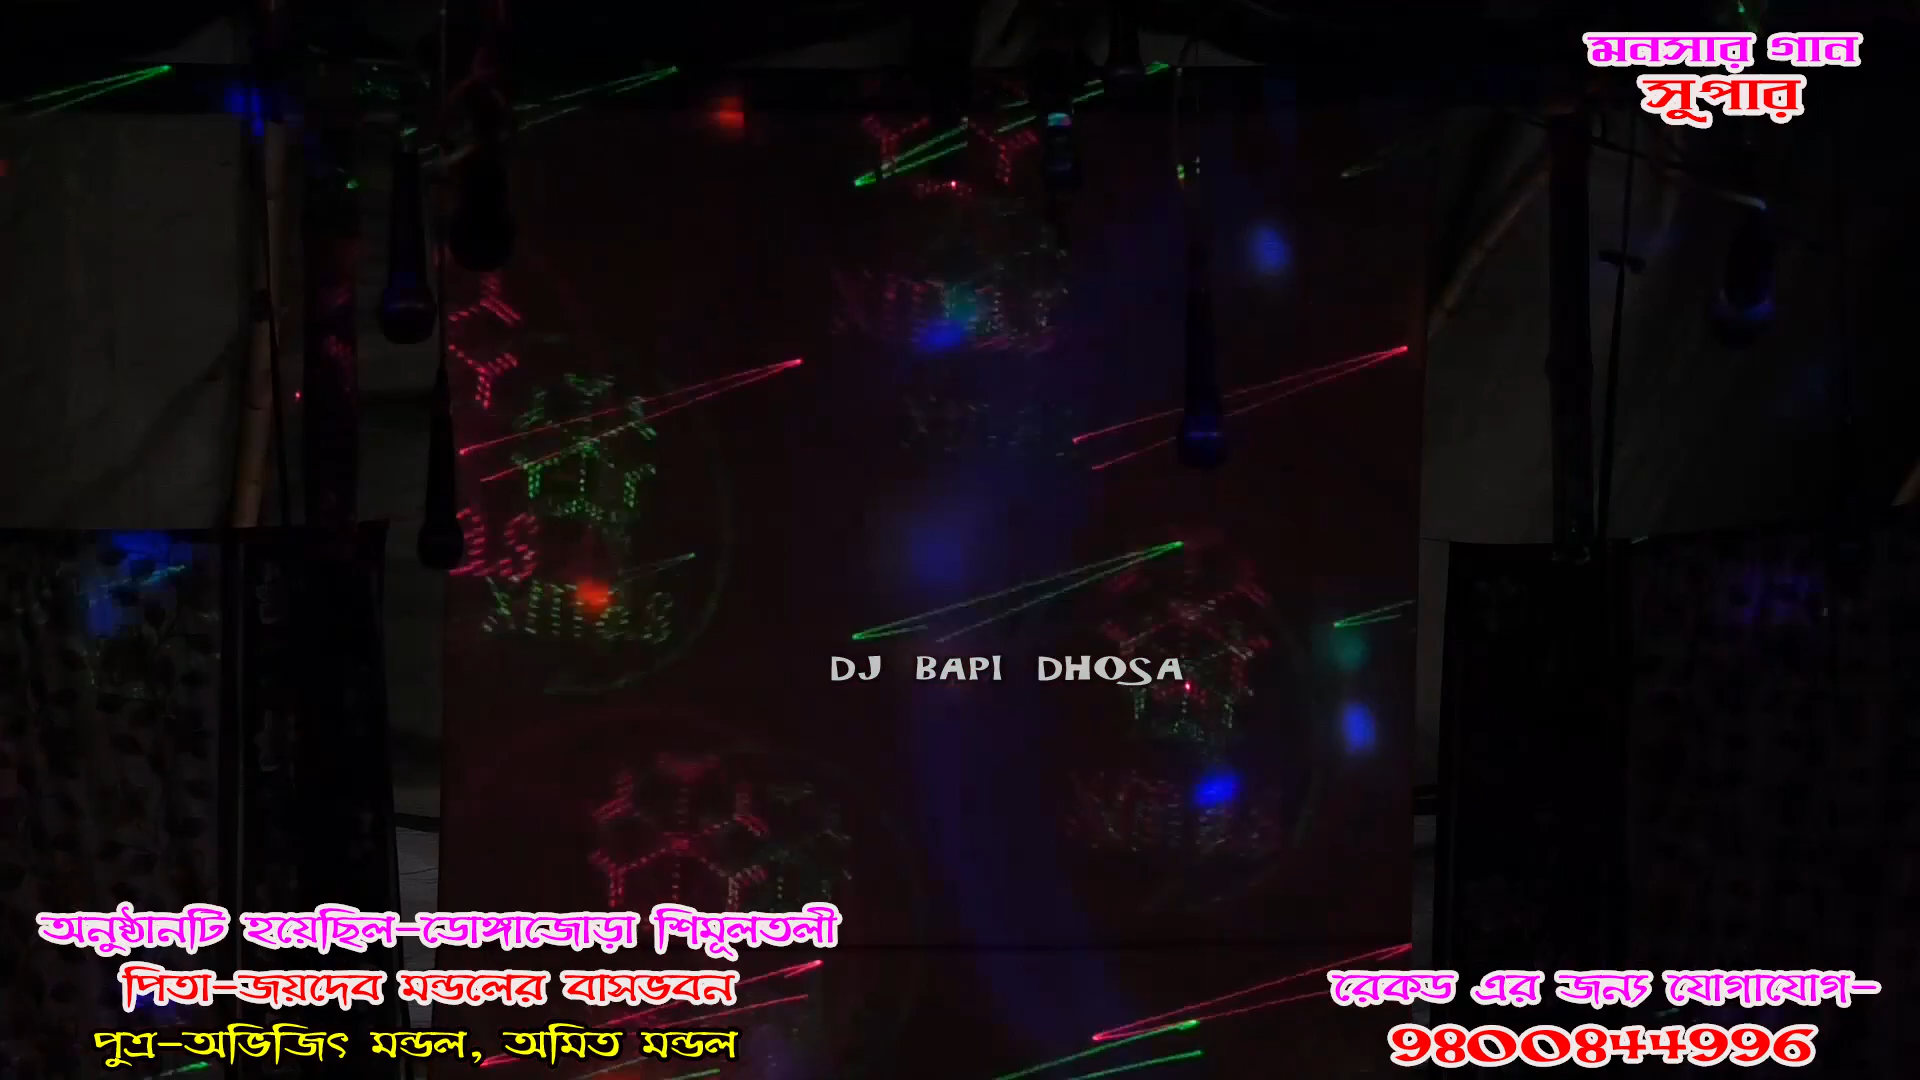 মনসার গান
সুপার
DJ BAPI DHOSA
অনুষ্ঠানটি হয়েছিল-ডোঙ্গাজোড়া শিমূলতলী
পিতা-জয়দেব মন্ডলের বাসভবন
পুত্র-অভিজিৎ মন্ডল, অমিত মন্ডল
রেকড এর জন্য যোগাযোগ-
9800844996